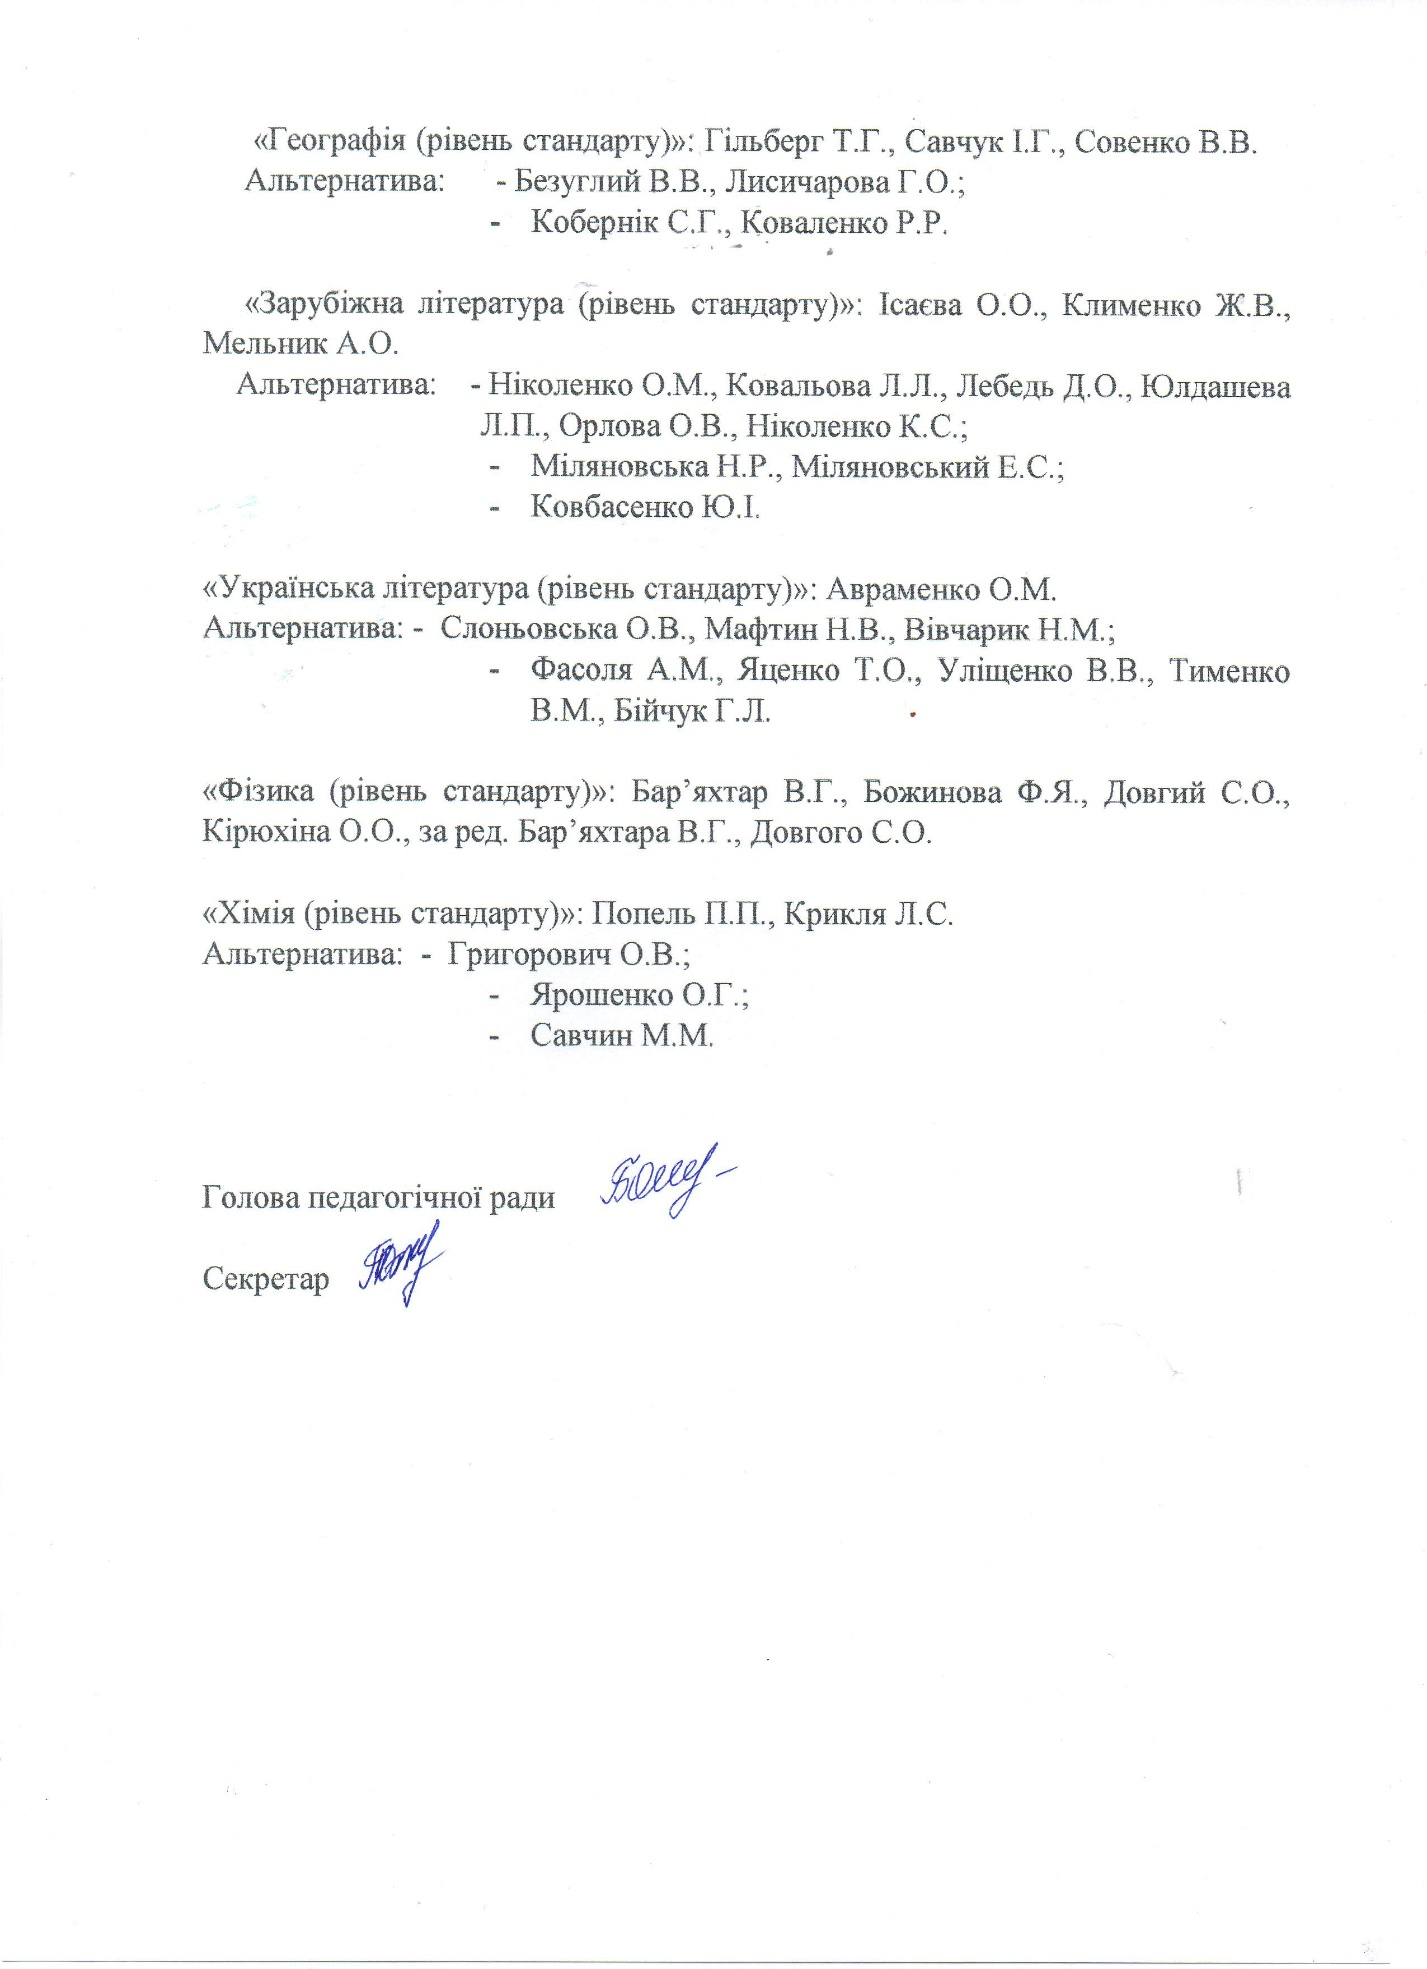 «Географія (рівень стандарту)»: Гільберг Т.Г., Савчук І.Г., Совенко В.В.
Альтернатива: - Безуглий В.В., Лисичарова Г.О.;
- Кобернік С.Г., Коваленко Р.Р.
«Зарубіжна література (рівень стандарту)»: Ісаєва О.О., Клименко Ж.В.,
Мельник А.О.
Альтернатива: - Ніколенко О.М., Ковальова Л.Л., Лебедь Д.О., Юлдашева
Л.П., Орлова О.В., Ніколенко К.С.;
- Міляновська Н.Р., Міляновський Е.С.;
- Ковбасенко Ю.І.
«Українська література (рівень стандарту)»: Авраменко О.М.
Альтернатива: - Слоньовська О.В., Мафтин Н.В., Вівчарик Н.М.;
- Фасоля А.М., Яценко Т.О., Уліщенко В.В., Тименко
В.М., Бійчук Г.Л.
«Фізика (рівень стандарту)»: Бар’яхтар В.Г., Божинова Ф.Я., Довгий С.О.,
Кірюхіна О.О., за ред. Бар’яхтара В.Г., Довгого С.О.
«Хімія (рівень стандарту)»: Попель П.П., Крикля Л.С.
Альтернатива: - Григорович О.В.;
- Ярошенко О.Г.;
- Савчин М.М.
Голова педагогічної ради
Секретар